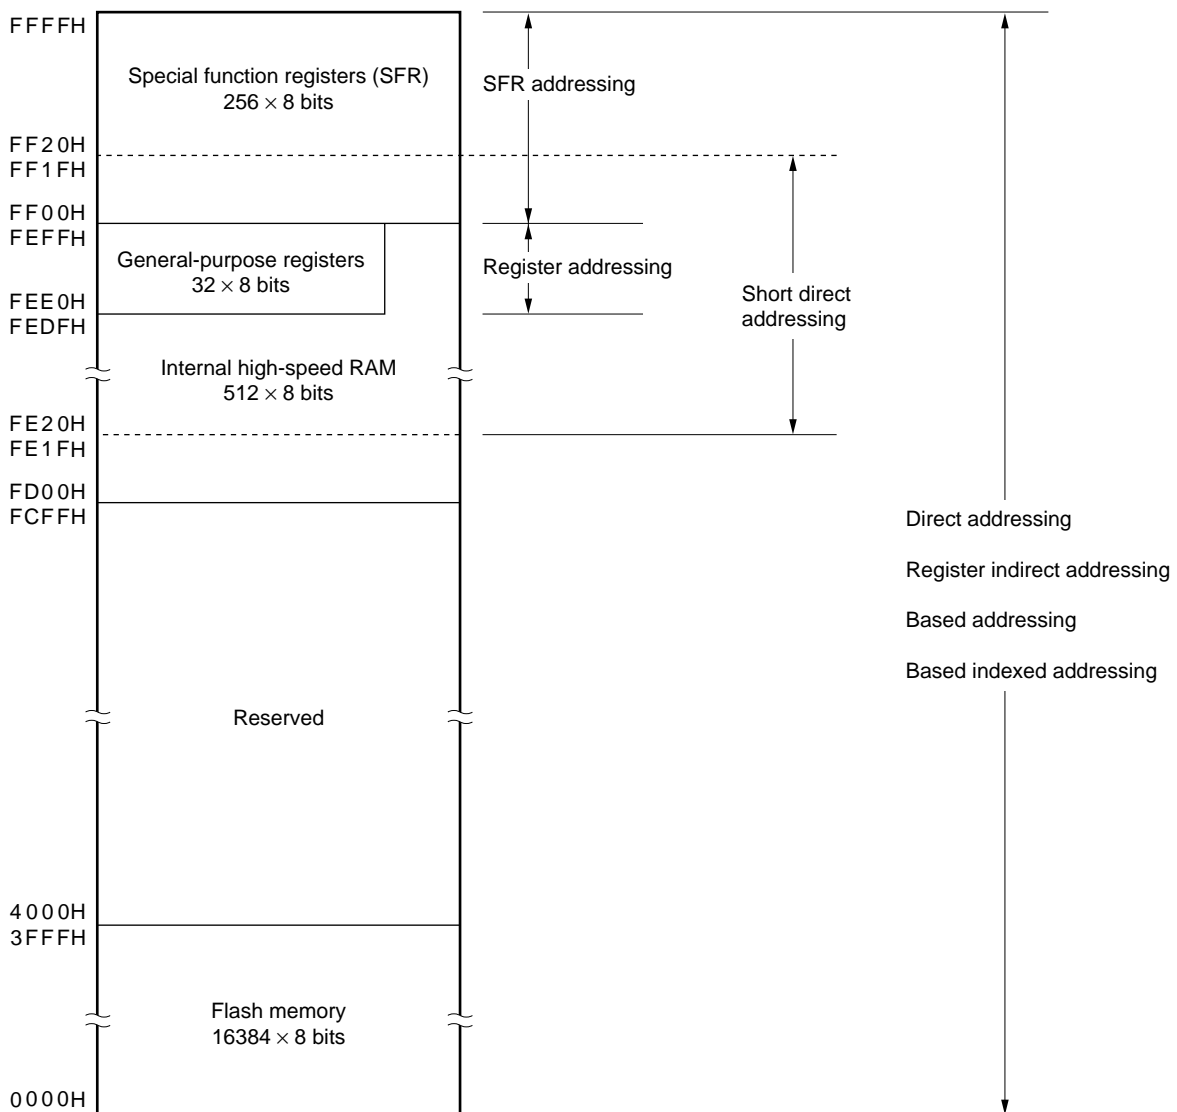 FFFFH
Special function registers (SFR)
256 × 8 bits
SFR addressing
FF20H
FF1FH
FF00H
FEFFH
General-purpose registers
32 × 8 bits
Register addressing
FEE0H
FEDFH
Short direct
addressing
Internal high-speed RAM
512 × 8 bits
FE20H
FE1FH
FD00H
FCFFH
Direct addressing
Register indirect addressing
Based addressing
Based indexed addressing
Reserved
4000H
3FFFH
Flash memory
16384 × 8 bits
0000H